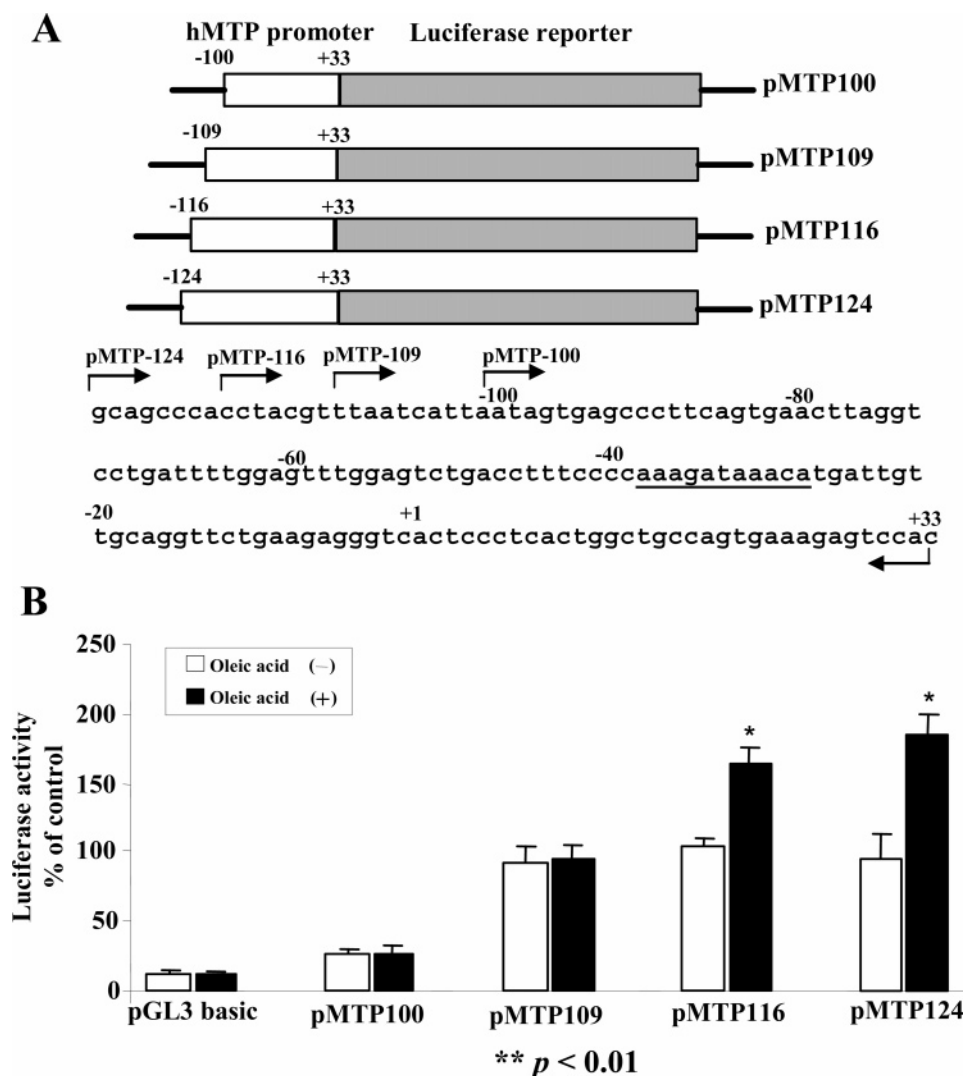 A
hMTP promoter Luciferase reporter
-100 +33
pMTP100
-109 +33
pMTP109
-116 +33
pMTP116
-124 +33
pMTP124
pMTP-124 pMTP-116 pMTP-109 pMTP-100
-100 -80
gcagcccacctacgtttaatcattaatagtgagcccttcagtgaacttaggt
-60 -40
cctgattttggagtttggagtctgacctttccccaaagataaacatgattgt
-20 +1 +33
tgcaggttctgaagagggtcactccctcactggctgccagtgaaagagtccac
B
Luciferase activity
% of control
250
200
150
100
50
0
Oleic acid (−)
Oleic acid (+)
*
*
pGL3 basic pMTP100 pMTP109 pMTP116 pMTP124
** p < 0.01